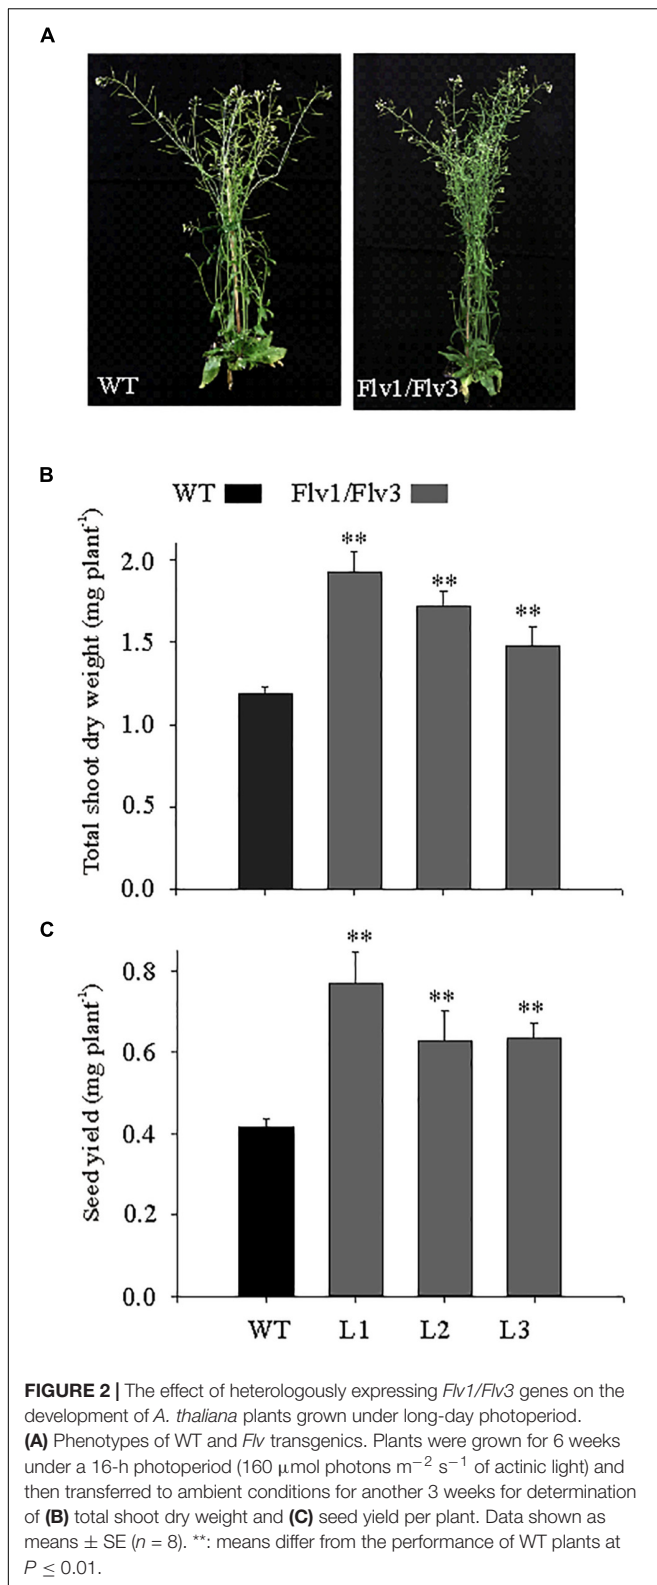 A
WT
Flv1/Flv3
B
WT
Flv1/Flv3
Total shoot dry weight (mg plant⁻¹)
2.0
1.5
1.0
0.5
0.0
**
**
**
C
Seed yield (mg plant⁻¹)
0.8
0.6
0.4
0.2
0.0
**
**
**
WT L1 L2 L3
FIGURE 2 | The effect of heterologously expressing Flv1/Flv3 genes on the
development of A. thaliana plants grown under long-day photoperiod.
(A) Phenotypes of WT and Flv transgenics. Plants were grown for 6 weeks
under a 16-h photoperiod (160 μmol photons m⁻² s⁻¹ of actinic light) and
then transferred to ambient conditions for another 3 weeks for determination
of (B) total shoot dry weight and (C) seed yield per plant. Data shown as
means ± SE (n = 8). **: means differ from the performance of WT plants at
P ≤ 0.01.